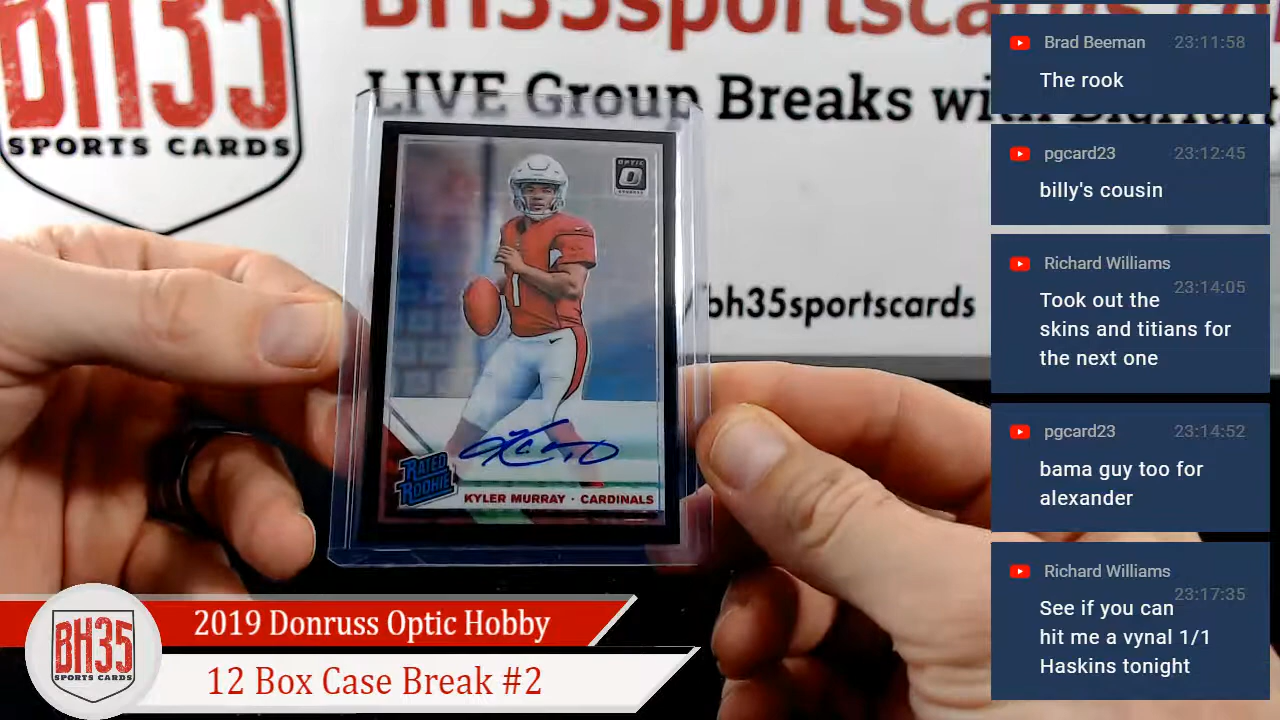 BH35
SPORTS CARDS
BH35sportscards.co
LIVE Group Breaks with
bh35sportscards
OPTIC
RATED
ROOKIE
KYLER MURRAY · CARDINALS
BH35
SPORTS CARDS
2019 Donruss Optic Hobby
12 Box Case Break #2
Brad Beeman 23:11:58
The rook
pgcard23 23:12:45
billy's cousin
Richard Williams
23:14:05
Took out the
skins and titians for
the next one
pgcard23 23:14:52
bama guy too for
alexander
Richard Williams
23:17:35
See if you can
hit me a vynal 1/1
Haskins tonight